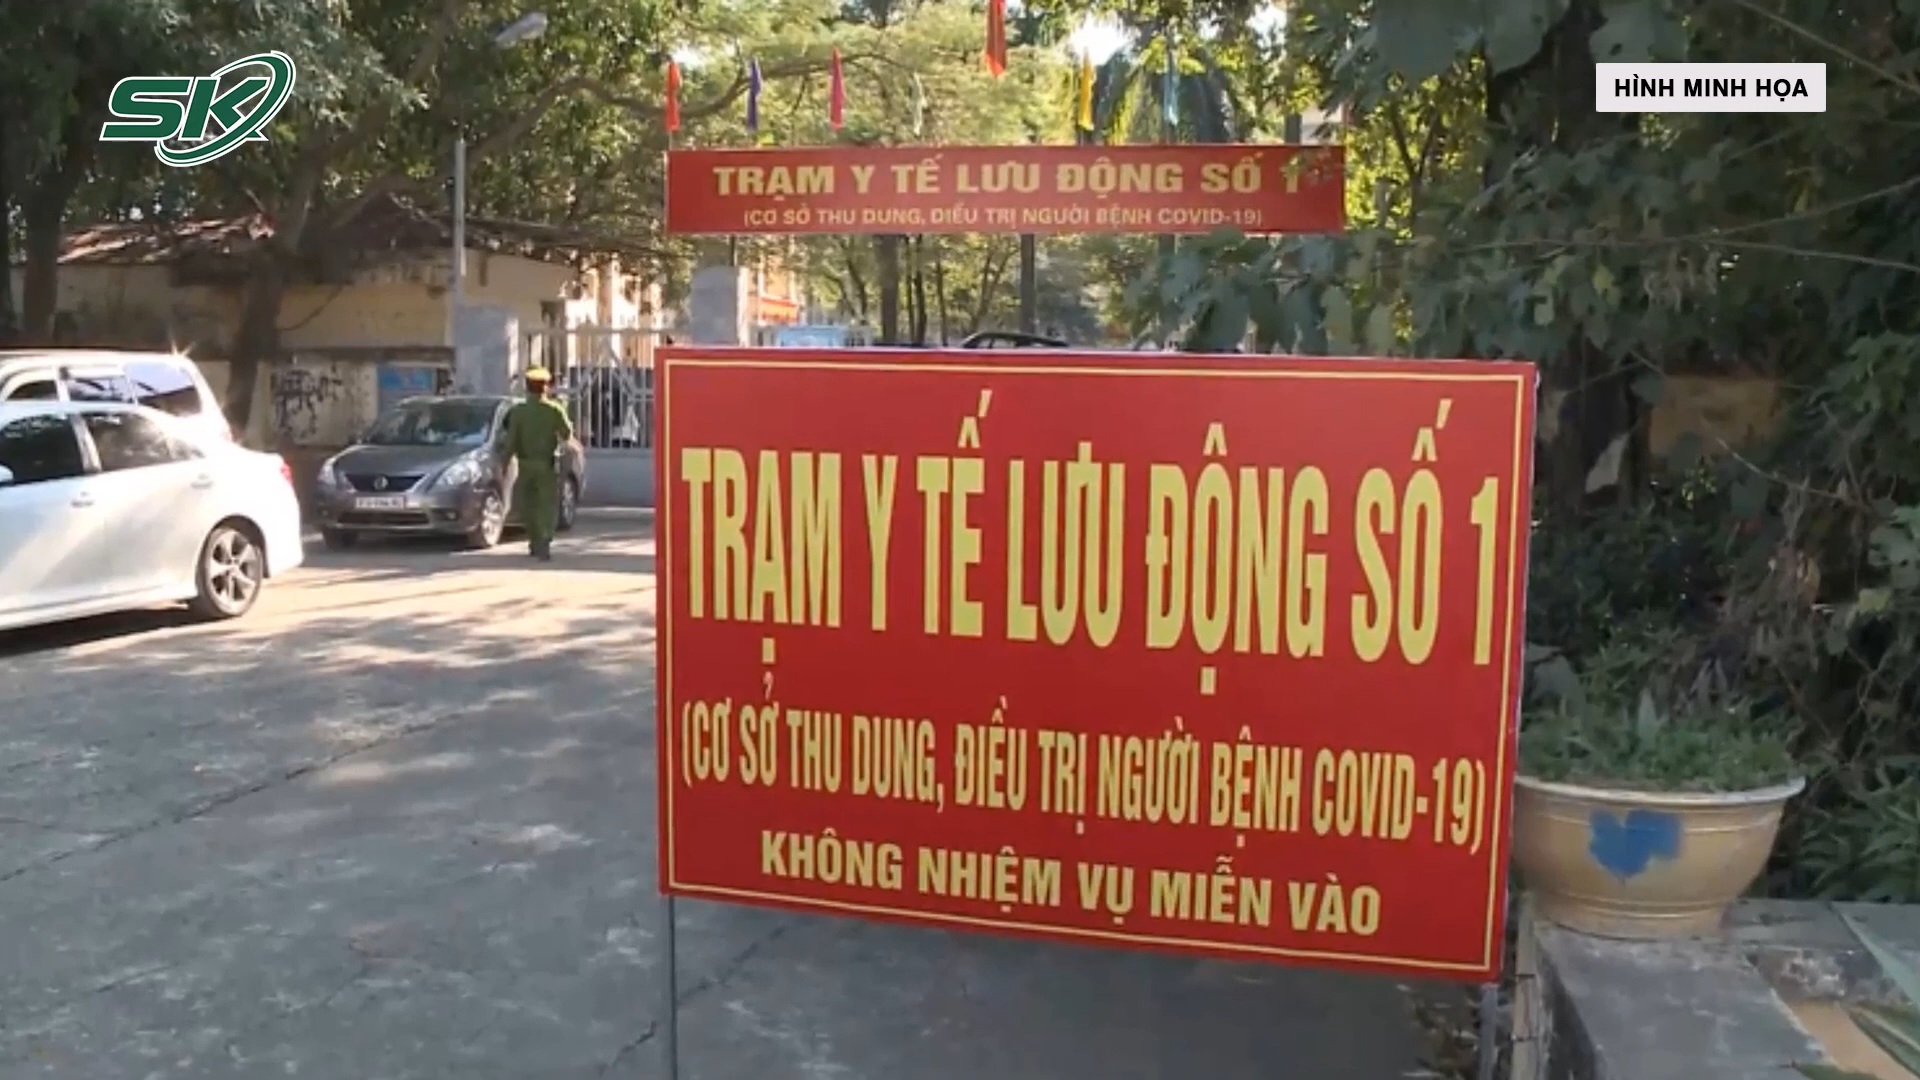 SK
HÌNH MINH HỌA
TRẠM Y TẾ LƯU ĐỘNG SỐ 1
(CƠ SỞ THU DUNG, ĐIỀU TRỊ NGƯỜI BỆNH COVID-19)
TRẠM Y TẾ LƯU ĐỘNG SỐ 1
(CƠ SỞ THU DUNG, ĐIỀU TRỊ NGƯỜI BỆNH COVID-19)
KHÔNG NHIỆM VỤ MIỄN VÀO